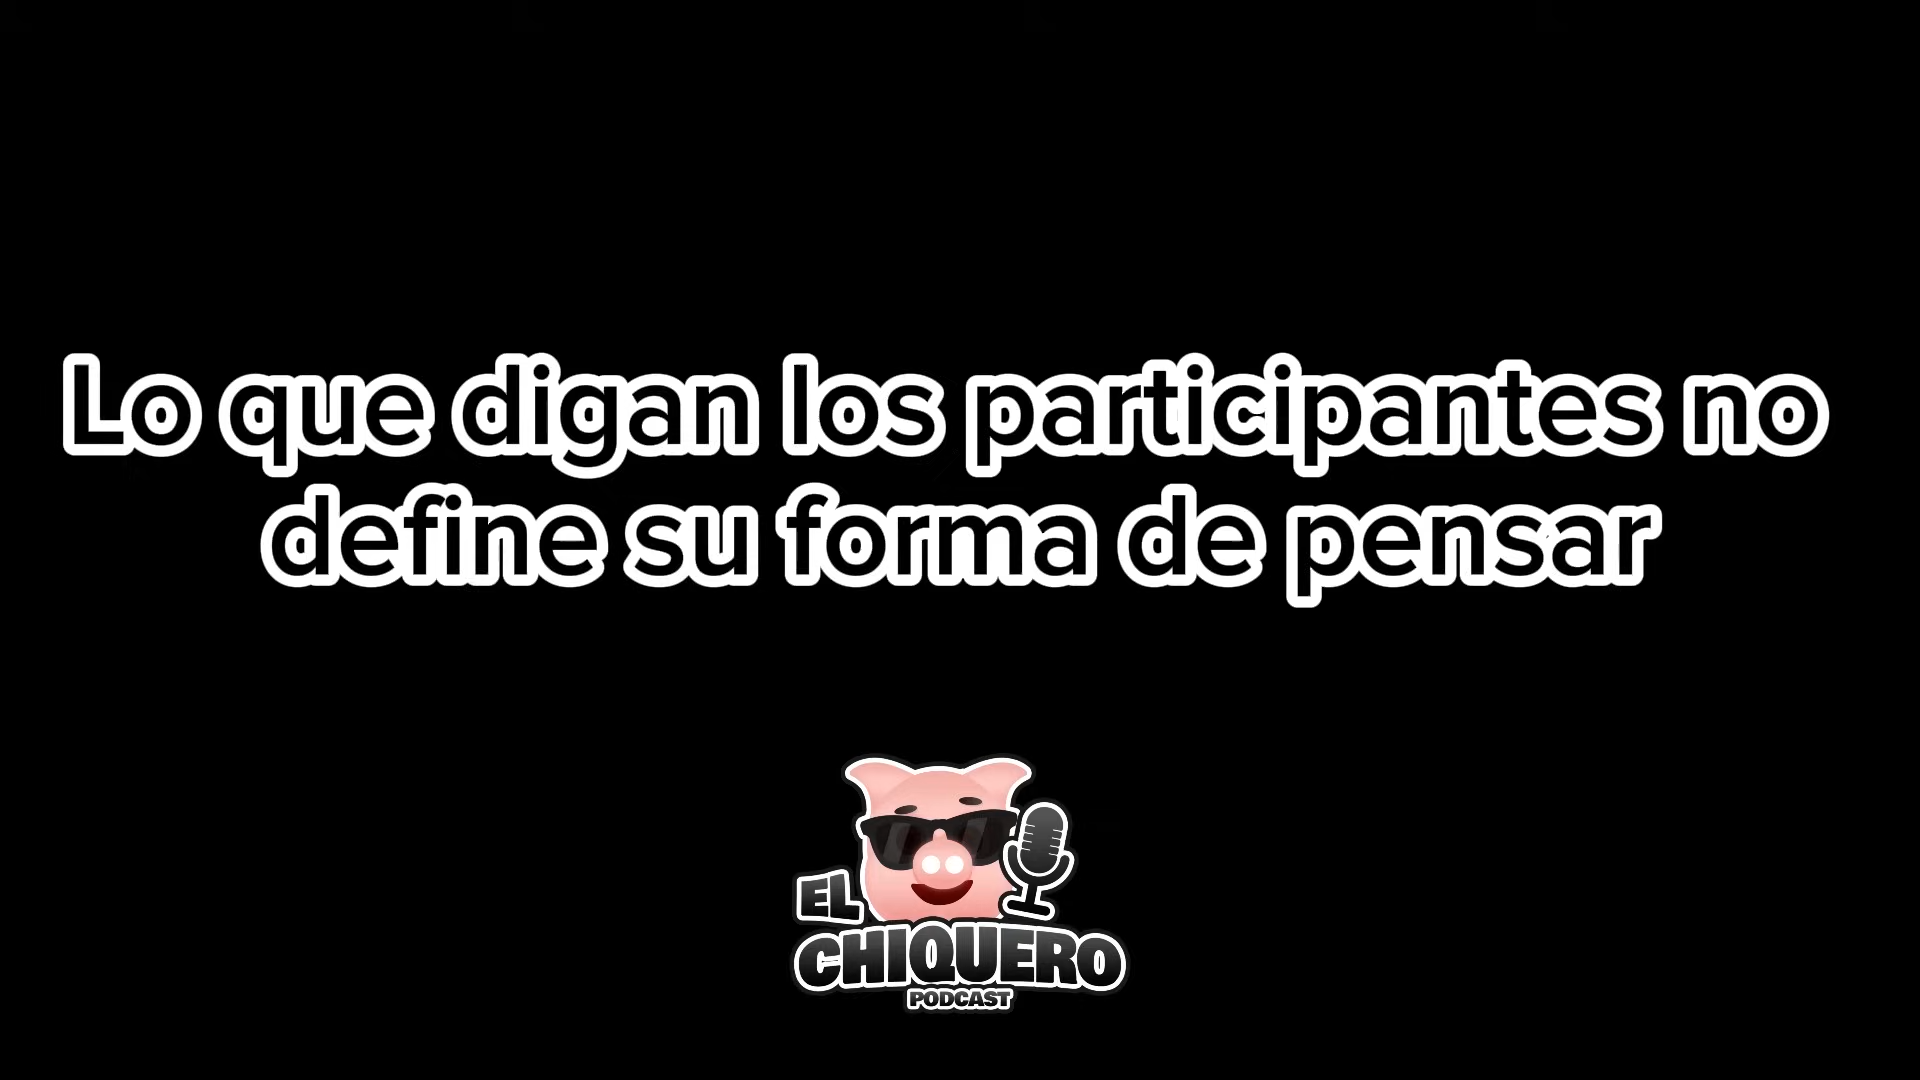 Lo que digan los participantes no
define su forma de pensar
EL
CHIQUERO
PODCAST